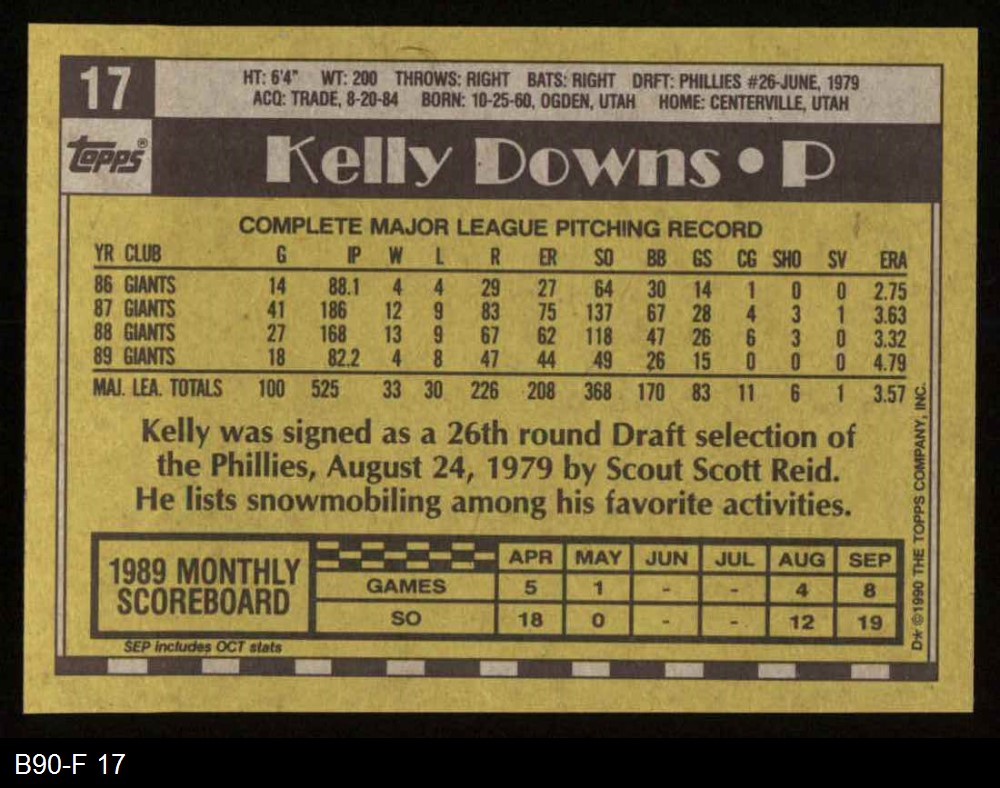 17
HT: 6'4" WT: 200 THROWS: RIGHT BATS: RIGHT DRFT: PHILLIES #26-JUNE, 1979
ACQ: TRADE, 8-20-84 BORN: 10-25-60, OGDEN, UTAH HOME: CENTERVILLE, UTAH
topps®
Kelly Downs • P
COMPLETE MAJOR LEAGUE PITCHING RECORD
YR CLUB G IP W L R ER SO BB GS CG SHO SV ERA
86 GIANTS 14 88.1 4 4 29 27 64 30 14 1 0 0 2.75
87 GIANTS 41 186 12 9 83 75 137 67 28 4 3 1 3.63
88 GIANTS 27 168 13 9 67 62 118 47 26 6 3 0 3.32
89 GIANTS 18 82.2 4 8 47 44 49 26 15 0 0 0 4.79
MAJ. LEA. TOTALS 100 525 33 30 226 208 368 170 83 11 6 1 3.57
Kelly was signed as a 26th round Draft selection of
the Phillies, August 24, 1979 by Scout Scott Reid.
He lists snowmobiling among his favorite activities.
1989 MONTHLY
SCOREBOARD
APR MAY JUN JUL AUG SEP
GAMES 5 1 - - 4 8
SO 18 0 - - 12 19
SEP includes OCT stats
D* ©1990 THE TOPPS COMPANY, INC.
B90-F 17